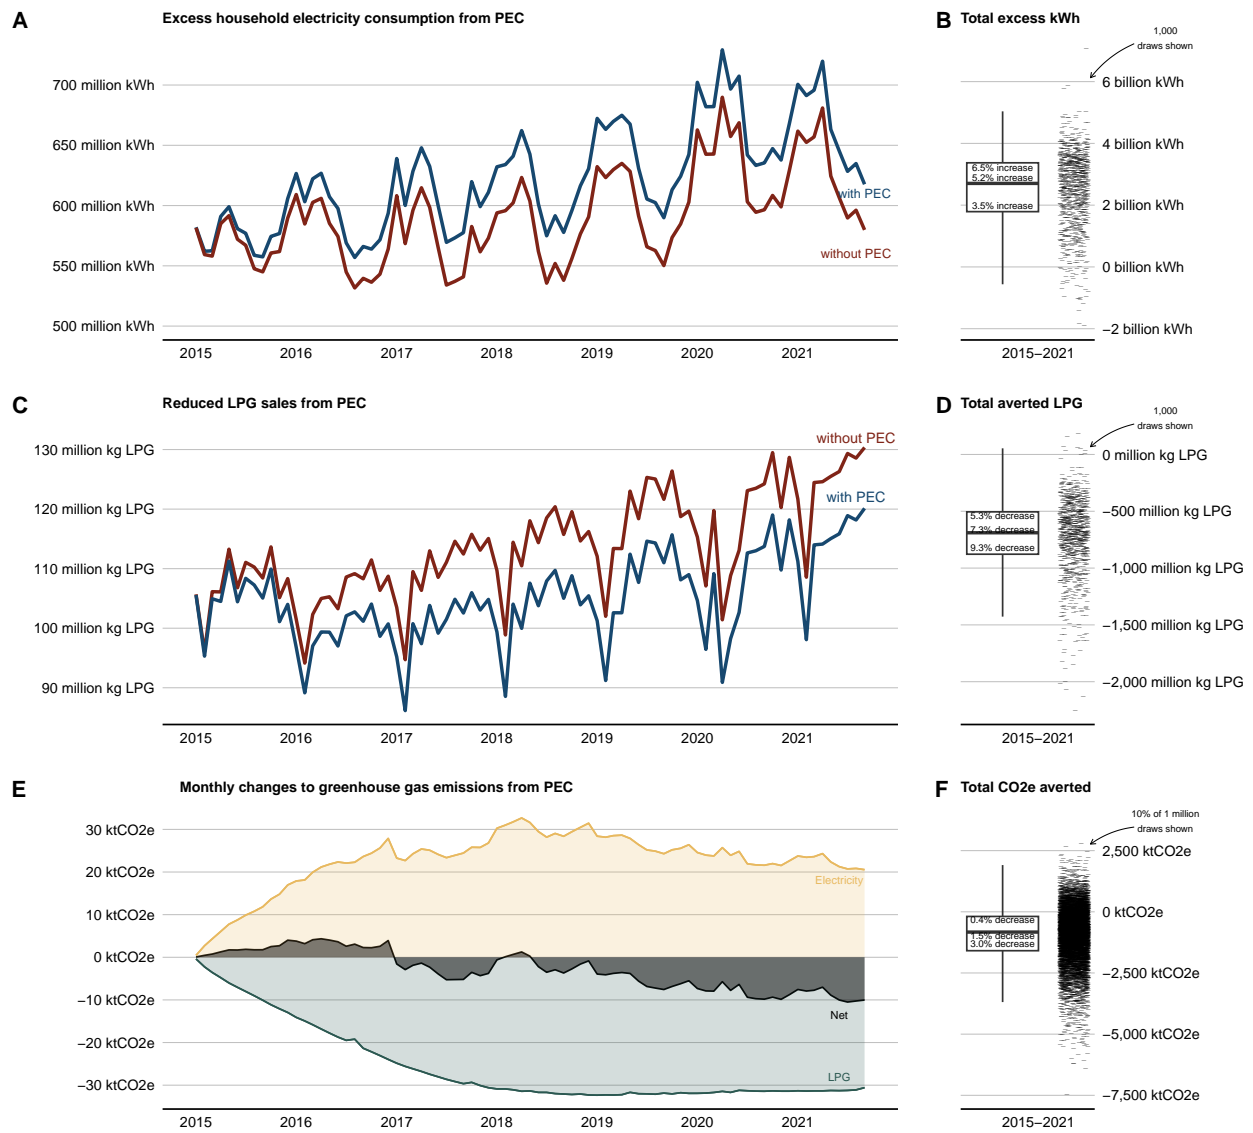 A
Excess household electricity consumption from PEC
700 million kWh
650 million kWh
600 million kWh
550 million kWh
500 million kWh
with PEC
without PEC
2015
2016
2017
2018
2019
2020
2021
B
Total excess kWh
1,000
draws shown
6 billion kWh
4 billion kWh
2 billion kWh
0 billion kWh
−2 billion kWh
6.5% increase
5.2% increase
3.5% increase
2015−2021
C
Reduced LPG sales from PEC
130 million kg LPG
120 million kg LPG
110 million kg LPG
100 million kg LPG
90 million kg LPG
without PEC
with PEC
2015
2016
2017
2018
2019
2020
2021
D
Total averted LPG
1,000
draws shown
0 million kg LPG
−500 million kg LPG
−1,000 million kg LPG
−1,500 million kg LPG
−2,000 million kg LPG
5.3% decrease
7.3% decrease
9.3% decrease
2015−2021
E
Monthly changes to greenhouse gas emissions from PEC
30 ktCO2e
20 ktCO2e
10 ktCO2e
0 ktCO2e
−10 ktCO2e
−20 ktCO2e
−30 ktCO2e
Electricity
Net
LPG
2015
2016
2017
2018
2019
2020
2021
F
Total CO2e averted
10% of 1 million
draws shown
2,500 ktCO2e
0 ktCO2e
−2,500 ktCO2e
−5,000 ktCO2e
−7,500 ktCO2e
0.4% decrease
1.5% decrease
3.0% decrease
2015−2021